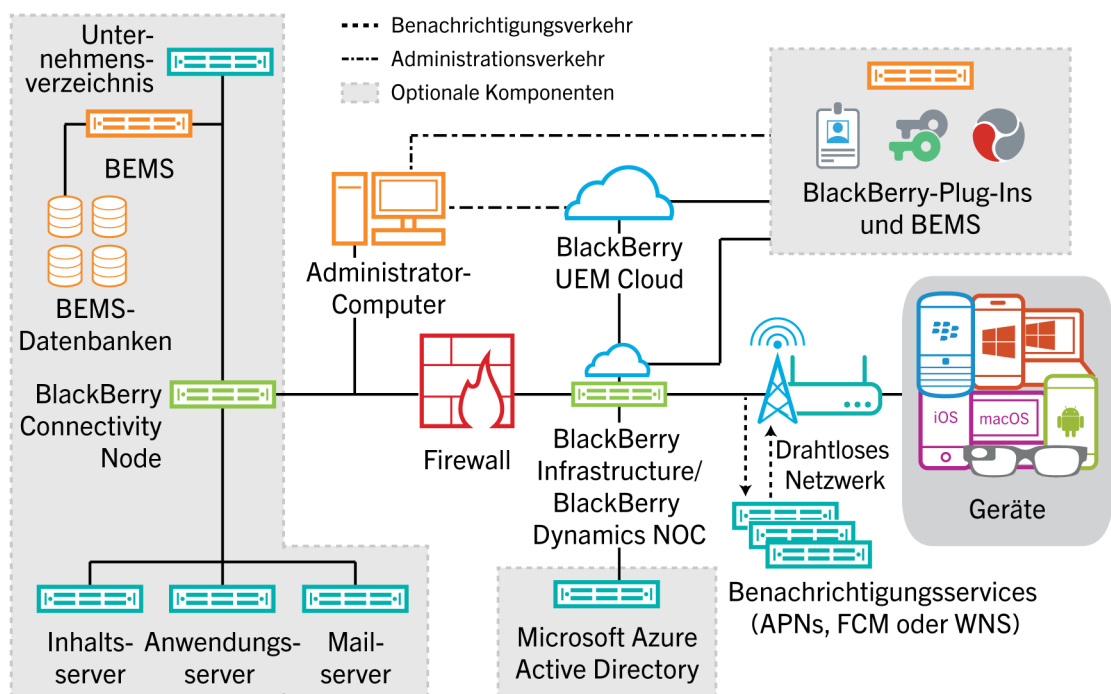 Unter-
nehmens-
verzeichnis
BEMS
BEMS-
Datenbanken
BlackBerry
Connectivity
Node
Inhalts-
server
Anwendungs-
server
Mail-
server
Benachrichtigungsverkehr
Administrationsverkehr
Optionale Komponenten
Administrator-
Computer
Firewall
BlackBerry
UEM Cloud
BlackBerry
Infrastructure/
BlackBerry
Dynamics NOC
Microsoft Azure
Active Directory
BlackBerry-Plug-Ins
und BEMS
Drahtloses
Netzwerk
Benachrichtigungsservices
(APNs, FCM oder WNS)
iOS
macOS
Geräte